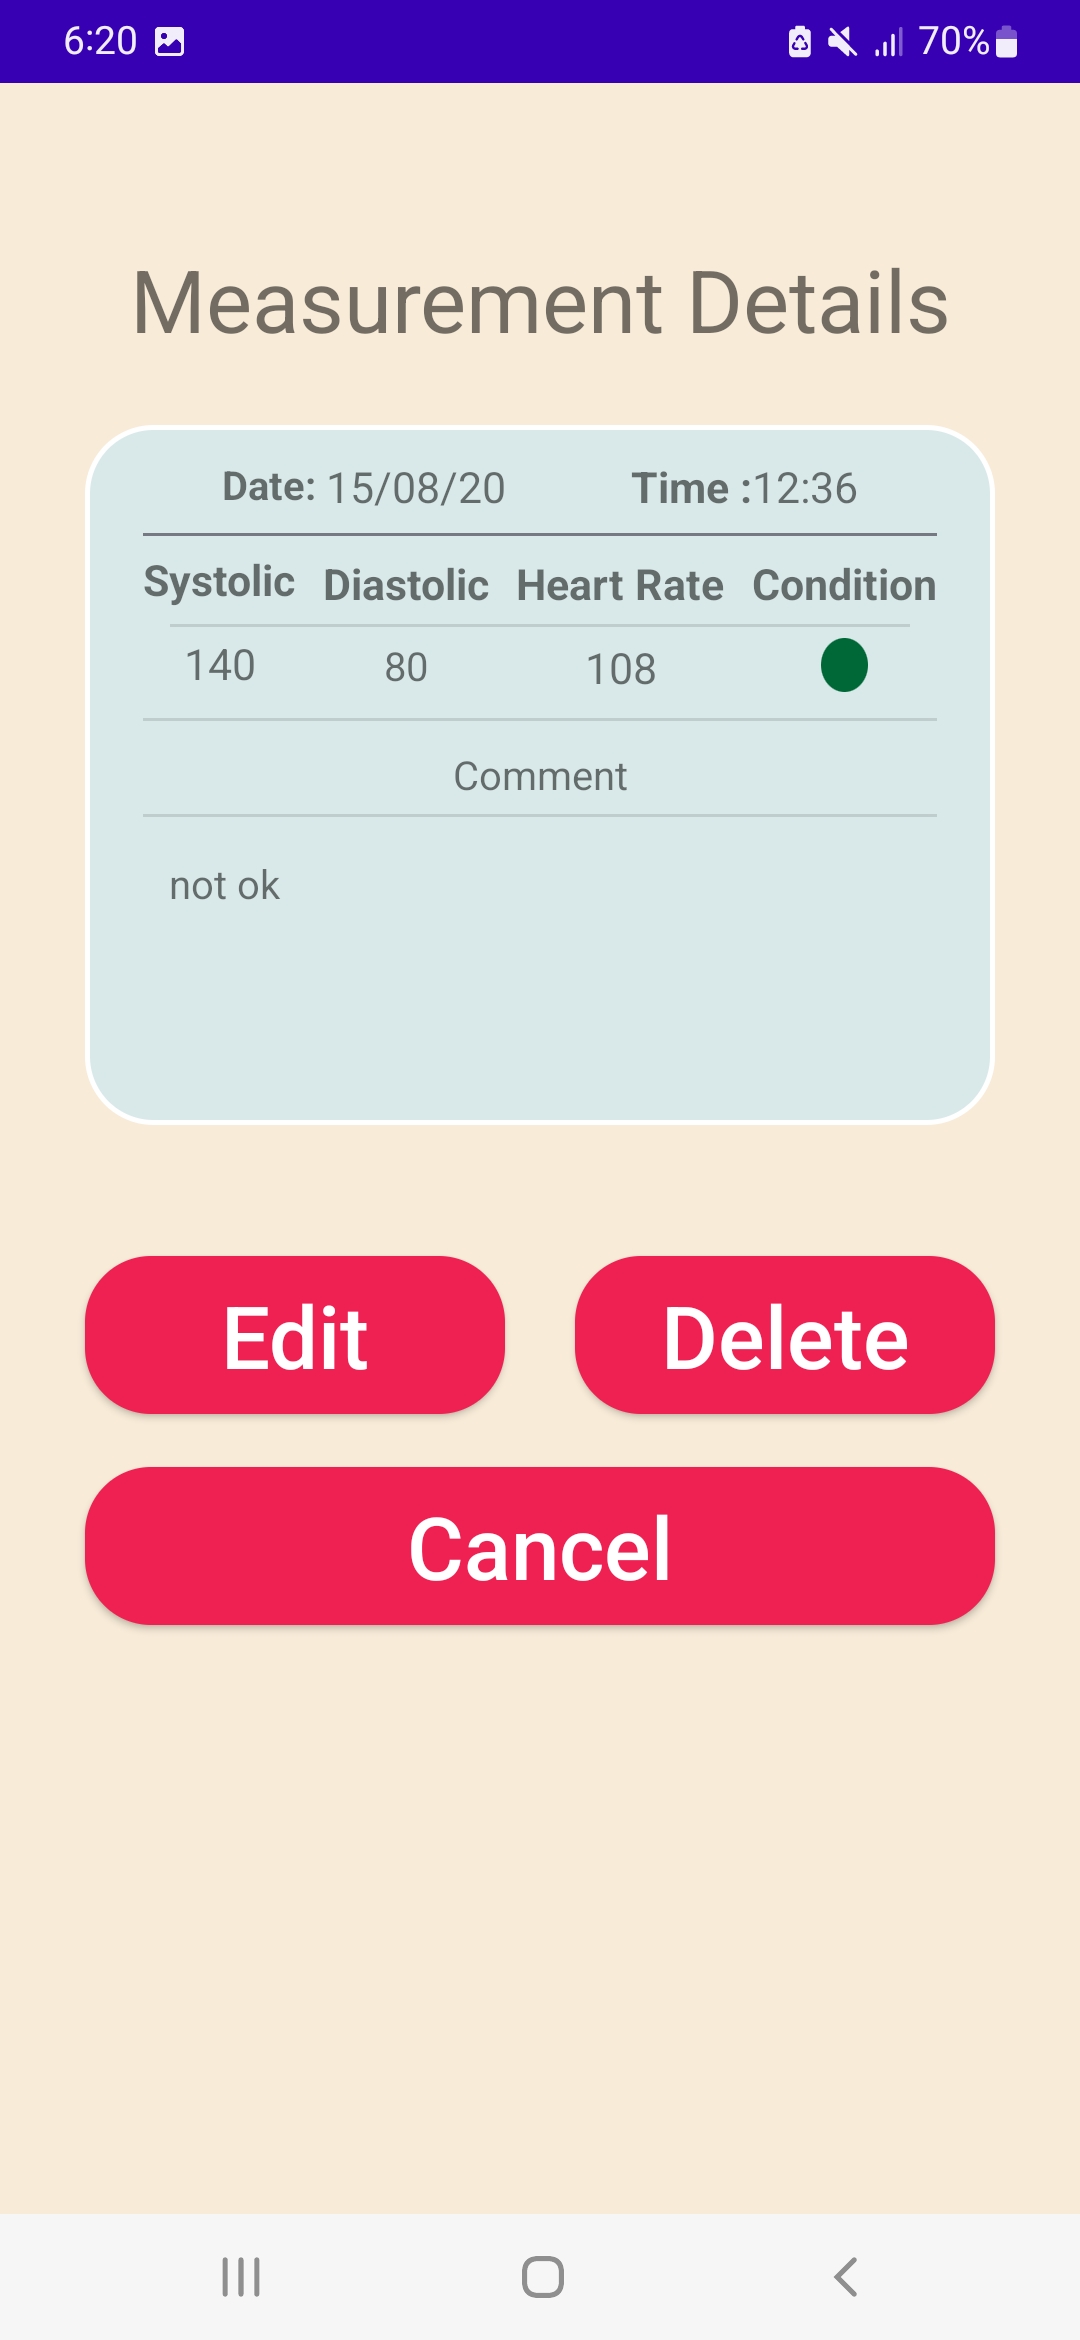 6:20 70%
Measurement Details
Date: 15/08/20 Time :12:36
Systolic Diastolic Heart Rate Condition
140 80 108
Comment
not ok
Edit Delete
Cancel